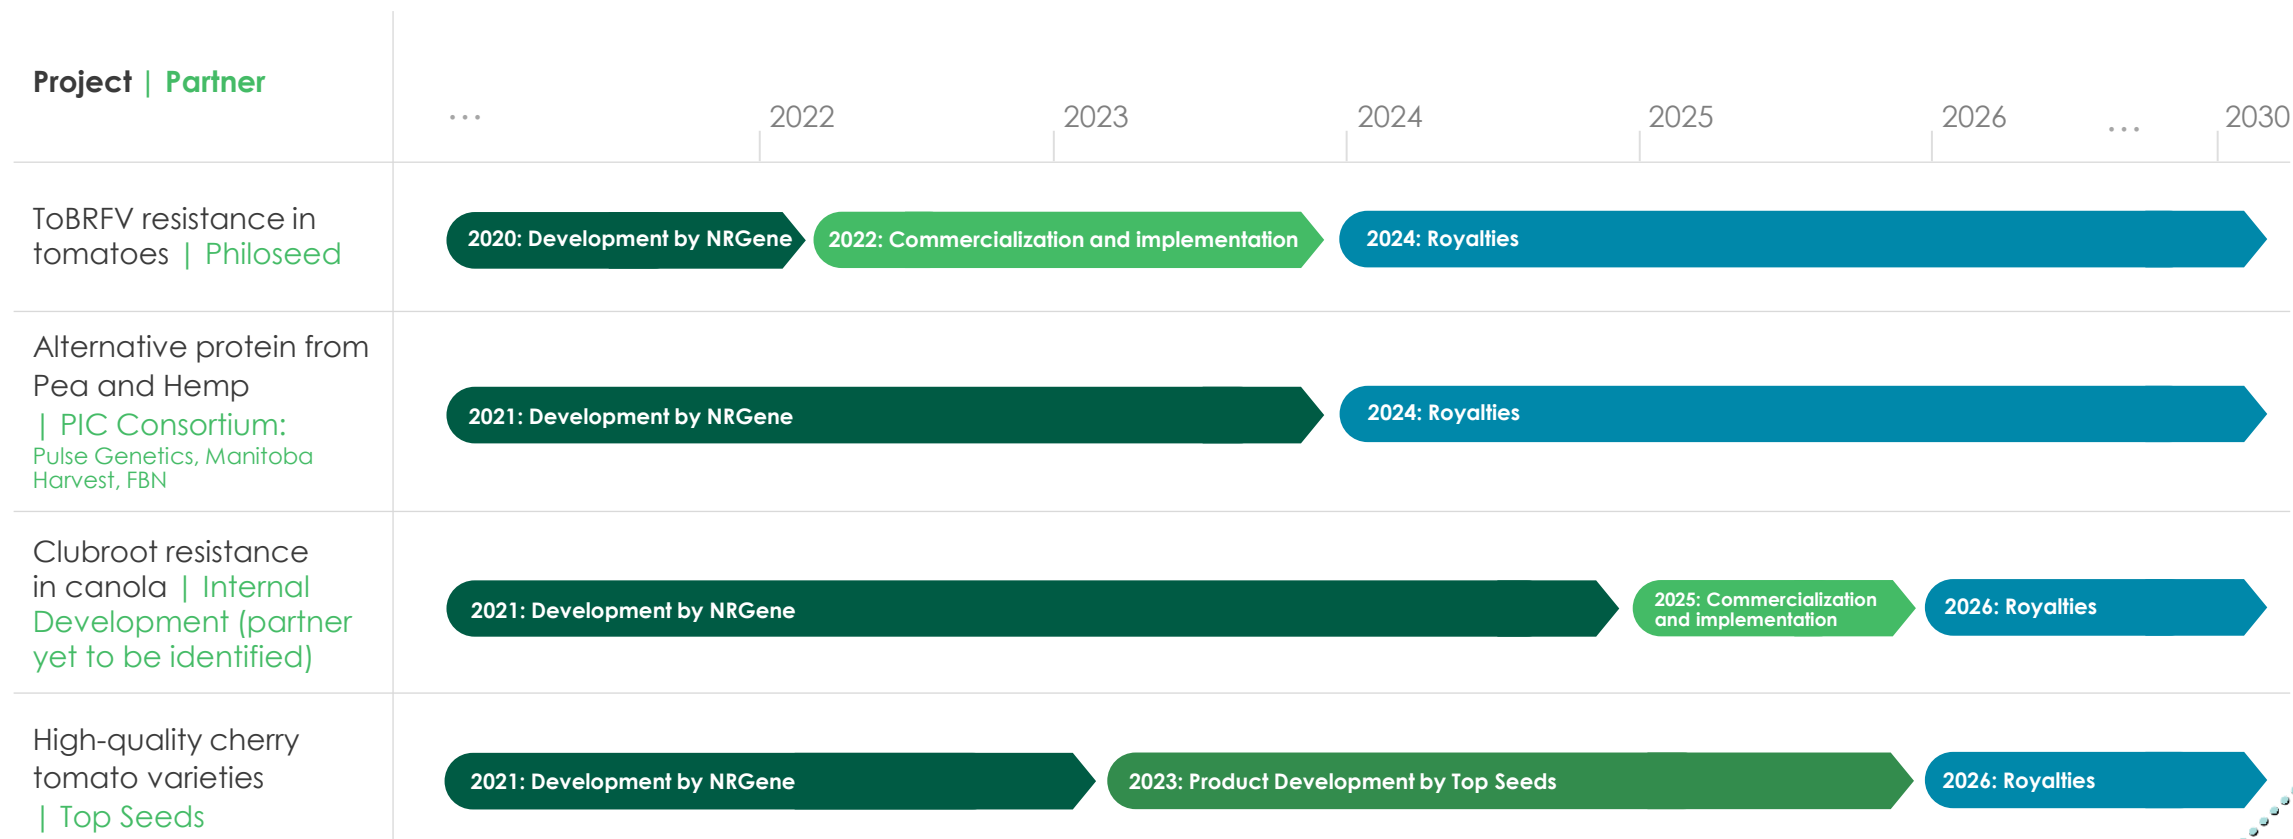 Project | Partner
... 2022 2023 2024 2025 2026 ... 2030
ToBRFV resistance in
tomatoes | Philoseed
2020: Development by NRGene
2022: Commercialization and implementation
2024: Royalties
Alternative protein from
Pea and Hemp
| PIC Consortium:
Pulse Genetics, Manitoba
Harvest, FBN
2021: Development by NRGene
2024: Royalties
Clubroot resistance
in canola | Internal
Development (partner
yet to be identified)
2021: Development by NRGene
2025: Commercialization
and implementation
2026: Royalties
High-quality cherry
tomato varieties
| Top Seeds
2021: Development by NRGene
2023: Product Development by Top Seeds
2026: Royalties